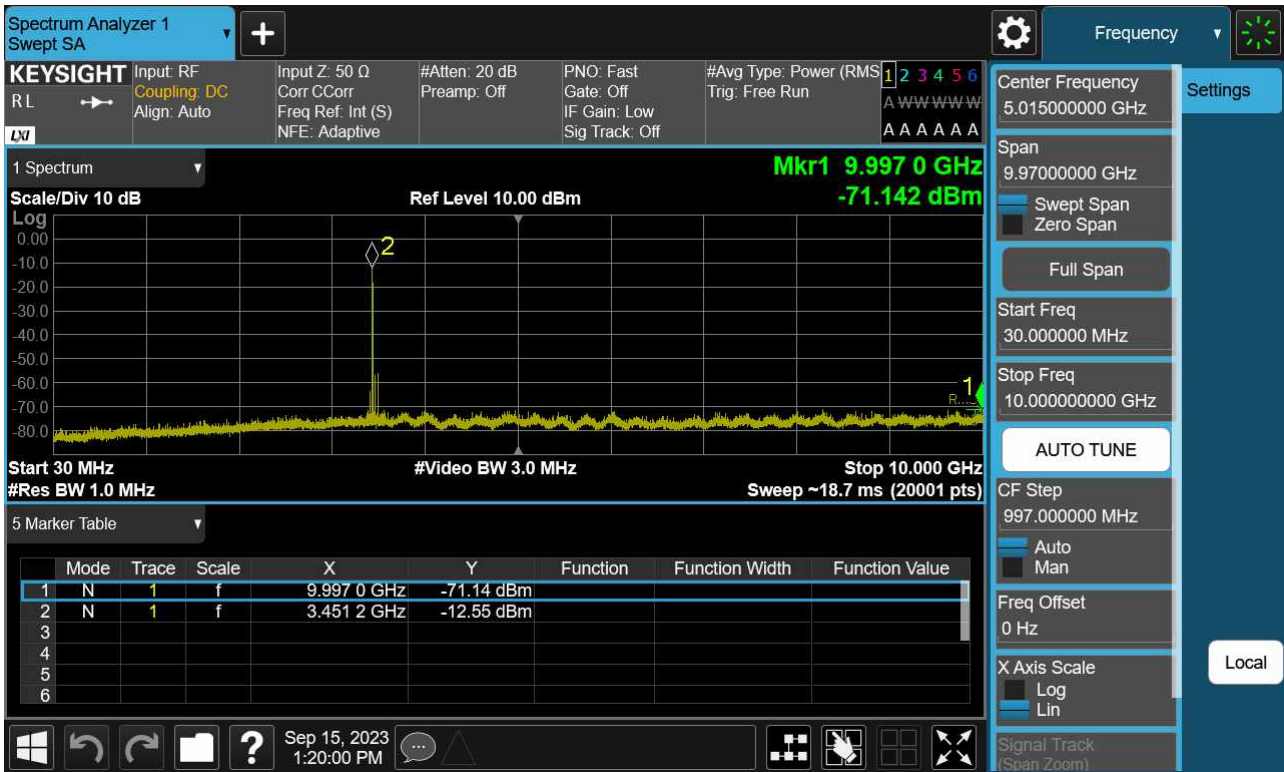 Spectrum Analyzer 1
Swept SA
Frequency
KEYSIGHT
RL
LXI
Input: RF
Coupling: DC
Align: Auto
Input Z: 50 Ω
Corr CCorr
Freq Ref: Int (S)
NFE: Adaptive
#Atten: 20 dB
Preamp: Off
PNO: Fast
Gate: Off
IF Gain: Low
Sig Track: Off
#Avg Type: Power (RMS
Trig: Free Run
1 2 3 4 5 6
A W W W W W
A A A A A A
1 Spectrum
Mkr1 9.997 0 GHz
Scale/Div 10 dB
Ref Level 10.00 dBm
-71.142 dBm
Log
0.00
-10.0
-20.0
-30.0
-40.0
-50.0
-60.0
-70.0
-80.0
2
1
Start 30 MHz
#Video BW 3.0 MHz
Stop 10.000 GHz
#Res BW 1.0 MHz
Sweep ~18.7 ms (20001 pts)
5 Marker Table
Mode Trace Scale X Y Function Function Width Function Value
1 N 1 f 9.997 0 GHz -71.14 dBm
2 N 1 f 3.451 2 GHz -12.55 dBm
3
4
5
6
Sep 15, 2023
1:20:00 PM
Center Frequency
5.015000000 GHz
Settings
Span
9.97000000 GHz
Swept Span
Zero Span
Full Span
Start Freq
30.000000 MHz
Stop Freq
10.000000000 GHz
AUTO TUNE
CF Step
997.000000 MHz
Auto
Man
Freq Offset
0 Hz
X Axis Scale
Log
Lin
Local
Signal Track
(Span Zoom)